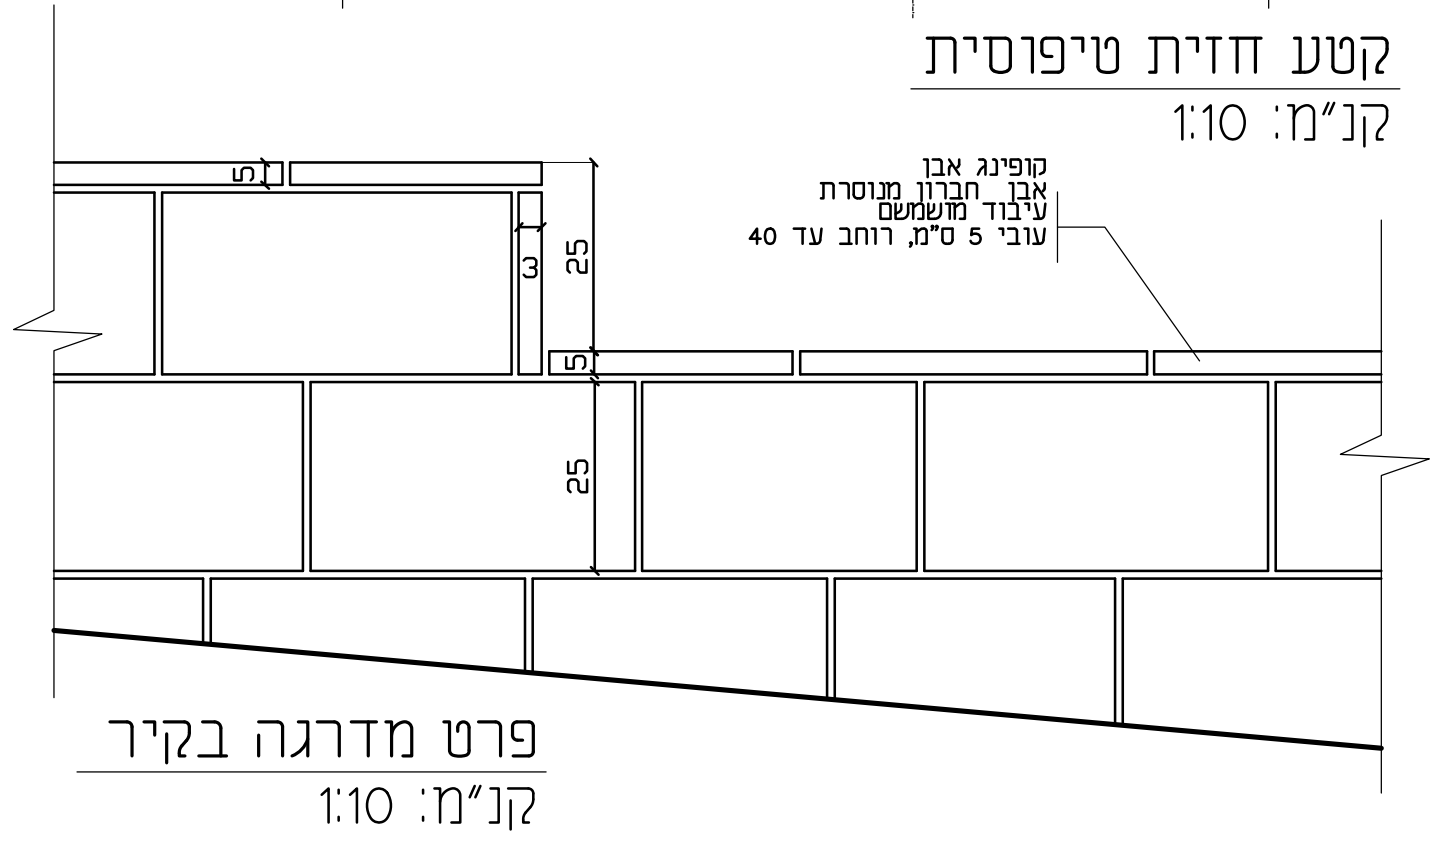 קטע חזית טיפוסית
קנ"מ: 1:10
קופינג אבן
אבן חברון מנוסרת
עיבוד מושמשם
עובי 5 ס"מ, רוחב עד 40
5
3
25
5
25
פרט מדרגה בקיר
קנ"מ: 1:10